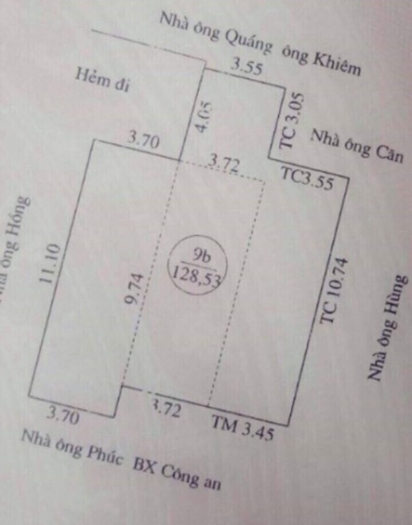 Nhà ông Quảng ông Khiêm
3.55
Hẻm đi
4.05
TC 3.05
Nhà ông Căn
3.70
3.72
TC3.55
ông Hồng
11.10
9b
128,53
9.74
TC 10.74
Nhà ông Hùng
3.70
3.72
TM 3.45
Nhà ông Phúc BX Công an